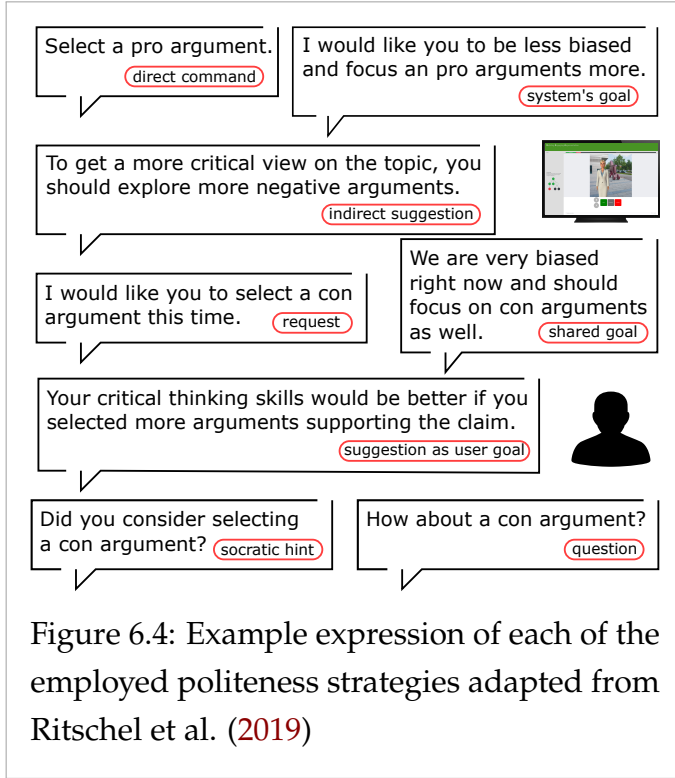 Select a pro argument.
direct command
I would like you to be less biased
and focus an pro arguments more.
system's goal
To get a more critical view on the topic, you
should explore more negative arguments.
indirect suggestion
I would like you to select a con
argument this time.
request
We are very biased
right now and should
focus on con arguments
as well.
shared goal
Your critical thinking skills would be better if you
selected more arguments supporting the claim.
suggestion as user goal
Did you consider selecting
a con argument?
socratic hint
How about a con argument?
question
Figure 6.4: Example expression of each of the
employed politeness strategies adapted from
Ritschel et al. (2019)